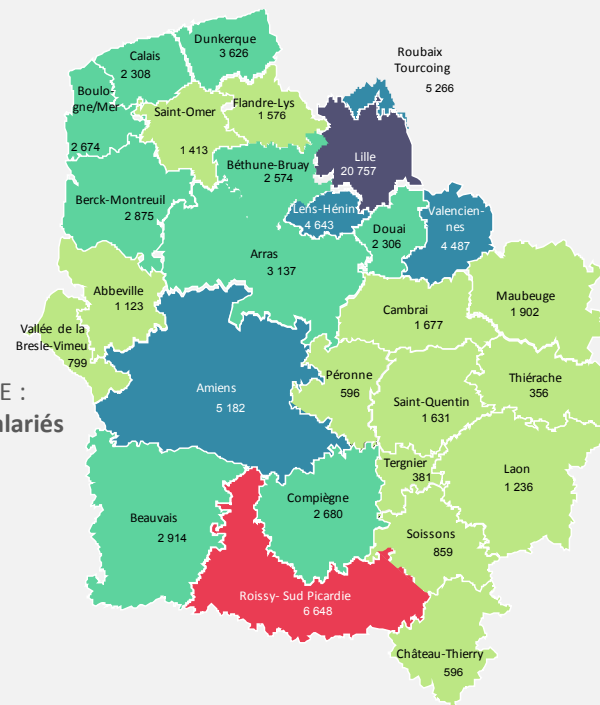 Dunkerque
3 626
Calais
2 308
Roubaix
Tourcoing
5 266
Boulo-
gne/Mer
2 674
Saint-Omer
1 413
Flandre-Lys
1 576
Lille
20 757
Béthune-Bruay
2 574
Berck-Montreuil
2 875
Lens-Hénin
4 643
Douai
2 306
Valencien-
nes
4 487
Arras
3 137
Abbeville
1 123
Cambrai
1 677
Maubeuge
1 902
Vallée de la
Bresle-Vimeu
799
Amiens
5 182
Péronne
596
Saint-Quentin
1 631
Thiérache
356
E :
alariés
Tergnier
381
Laon
1 236
Beauvais
2 914
Compiègne
2 680
Soissons
859
Roissy- Sud Picardie
6 648
Château-Thierry
596